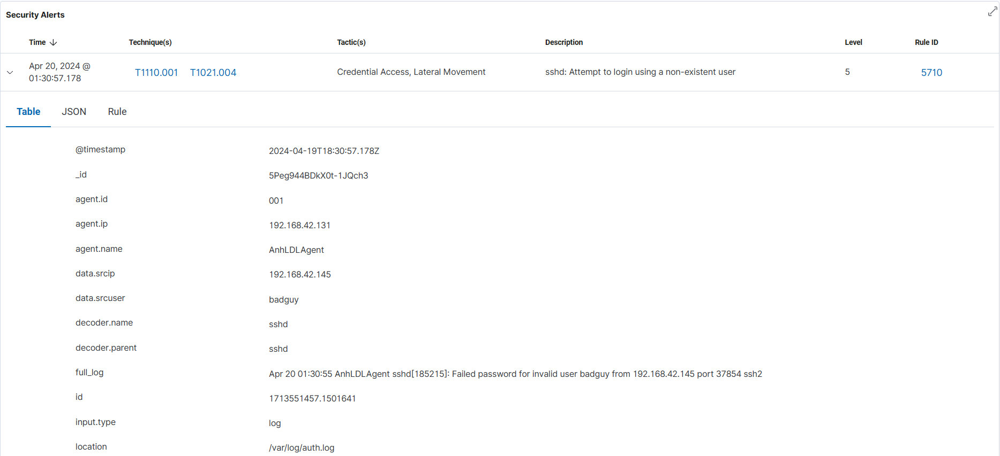 Security Alerts
Time Technique(s) Tactic(s) Description Level Rule ID
Apr 20, 2024 @
01:30:57.178
T1110.001 T1021.004 Credential Access, Lateral Movement sshd: Attempt to login using a non-existent user 5 5710
Table JSON Rule
@timestamp 2024-04-19T18:30:57.178Z
_id 5Peg944BDkX0t-1JQch3
agent.id 001
agent.ip 192.168.42.131
agent.name AnhLDLAgent
data.srcip 192.168.42.145
data.srcuser badguy
decoder.name sshd
decoder.parent sshd
full_log Apr 20 01:30:55 AnhLDLAgent sshd[185215]: Failed password for invalid user badguy from 192.168.42.145 port 37854 ssh2
id 1713551457.1501641
input.type log
location /var/log/auth.log